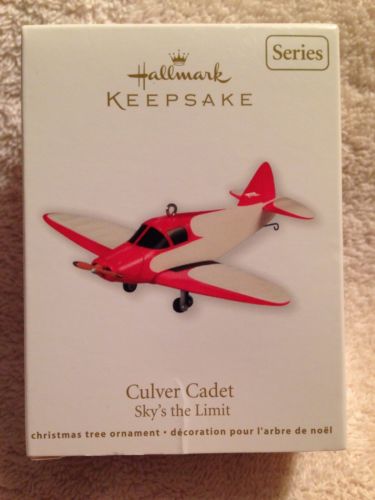 Series
Hallmark
KEEPSAKE
Culver Cadet
Sky's the Limit
christmas tree ornament • décoration pour l'arbre de noël